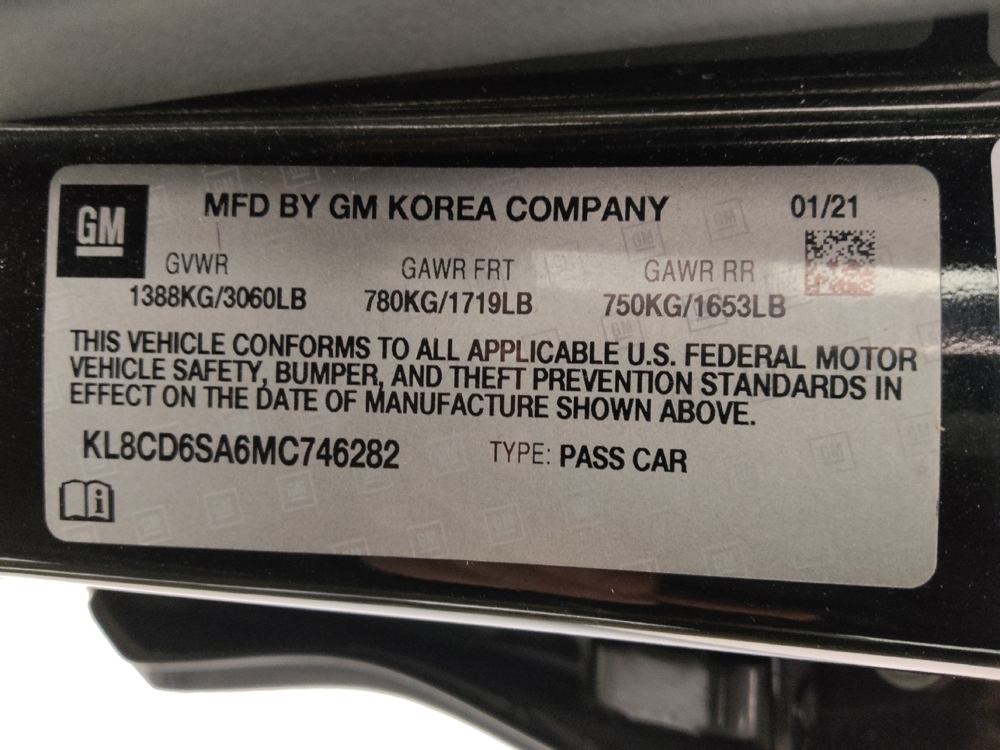 GM
MFD BY GM KOREA COMPANY 01/21
GVWR GAWR FRT GAWR RR
1388KG/3060LB 780KG/1719LB 750KG/1653LB
THIS VEHICLE CONFORMS TO ALL APPLICABLE U.S. FEDERAL MOTOR
VEHICLE SAFETY, BUMPER, AND THEFT PREVENTION STANDARDS IN
EFFECT ON THE DATE OF MANUFACTURE SHOWN ABOVE.
KL8CD6SA6MC746282 TYPE: PASS CAR